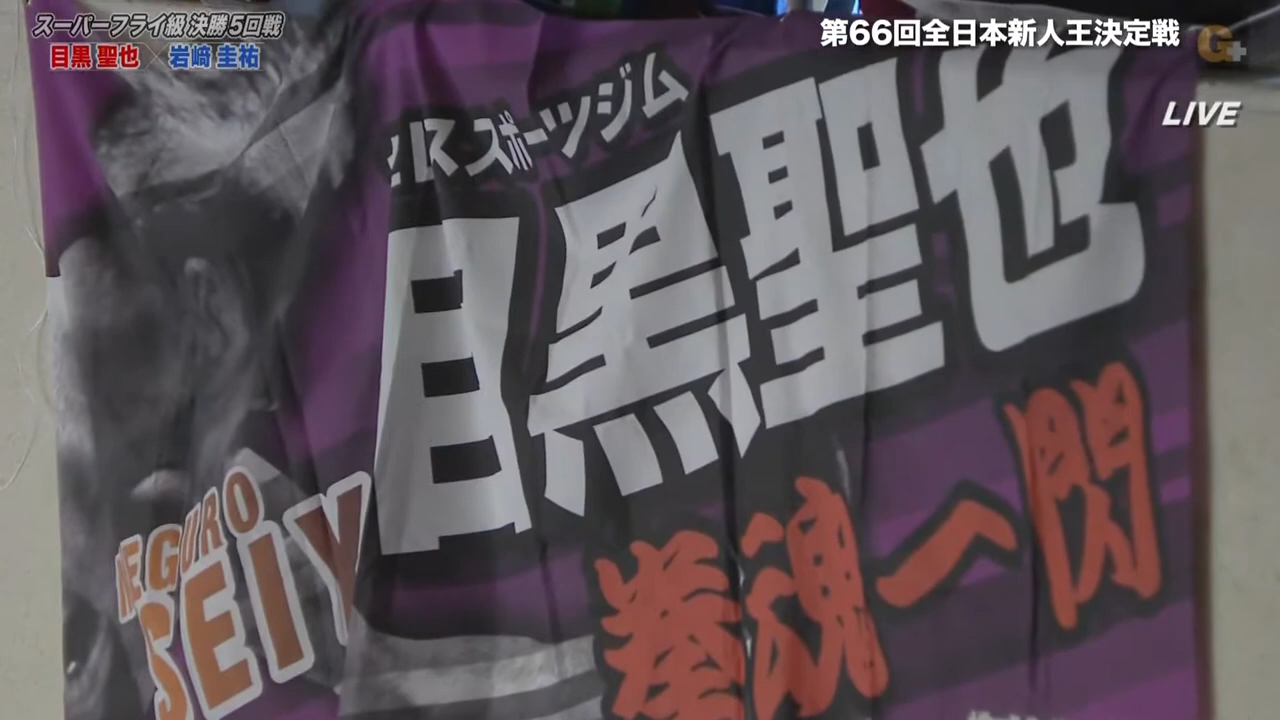 スーパーフライ級 決勝5回戦
目黒 聖也 × 岩崎 圭祐
第66回全日本新人王決定戦
G+
LIVE
スポーツジム
目黒聖也
拳魂一閃
MEGURO
SEIY